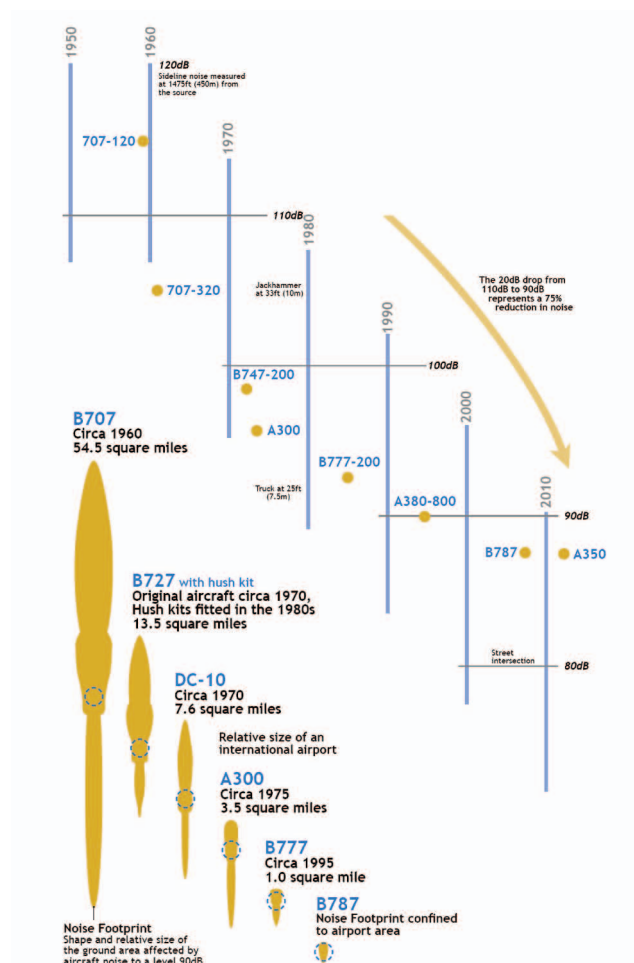 1950
1960
120dB
Sideline noise measured
at 1475ft (450m) from
the source
707-120
1970
110dB
1980
707-320
Jackhammer
at 33ft (10m)
The 20dB drop from
110dB to 90dB
represents a 75%
reduction in noise
1990
100dB
B747-200
2000
A300
B707
Circa 1960
54.5 square miles
B777-200
Truck at 25ft
(7.5m)
A380-800
2010
90dB
B787
A350
B727 with hush kit
Original aircraft circa 1970,
Hush kits fitted in the 1980s
13.5 square miles
Street
intersection
80dB
DC-10
Circa 1970
7.6 square miles
Relative size of an
international airport
A300
Circa 1975
3.5 square miles
B777
Circa 1995
1.0 square mile
B787
Noise Footprint confined
to airport area
Noise Footprint
Shape and relative size of
the ground area affected by
aircraft noise to a level 90dB